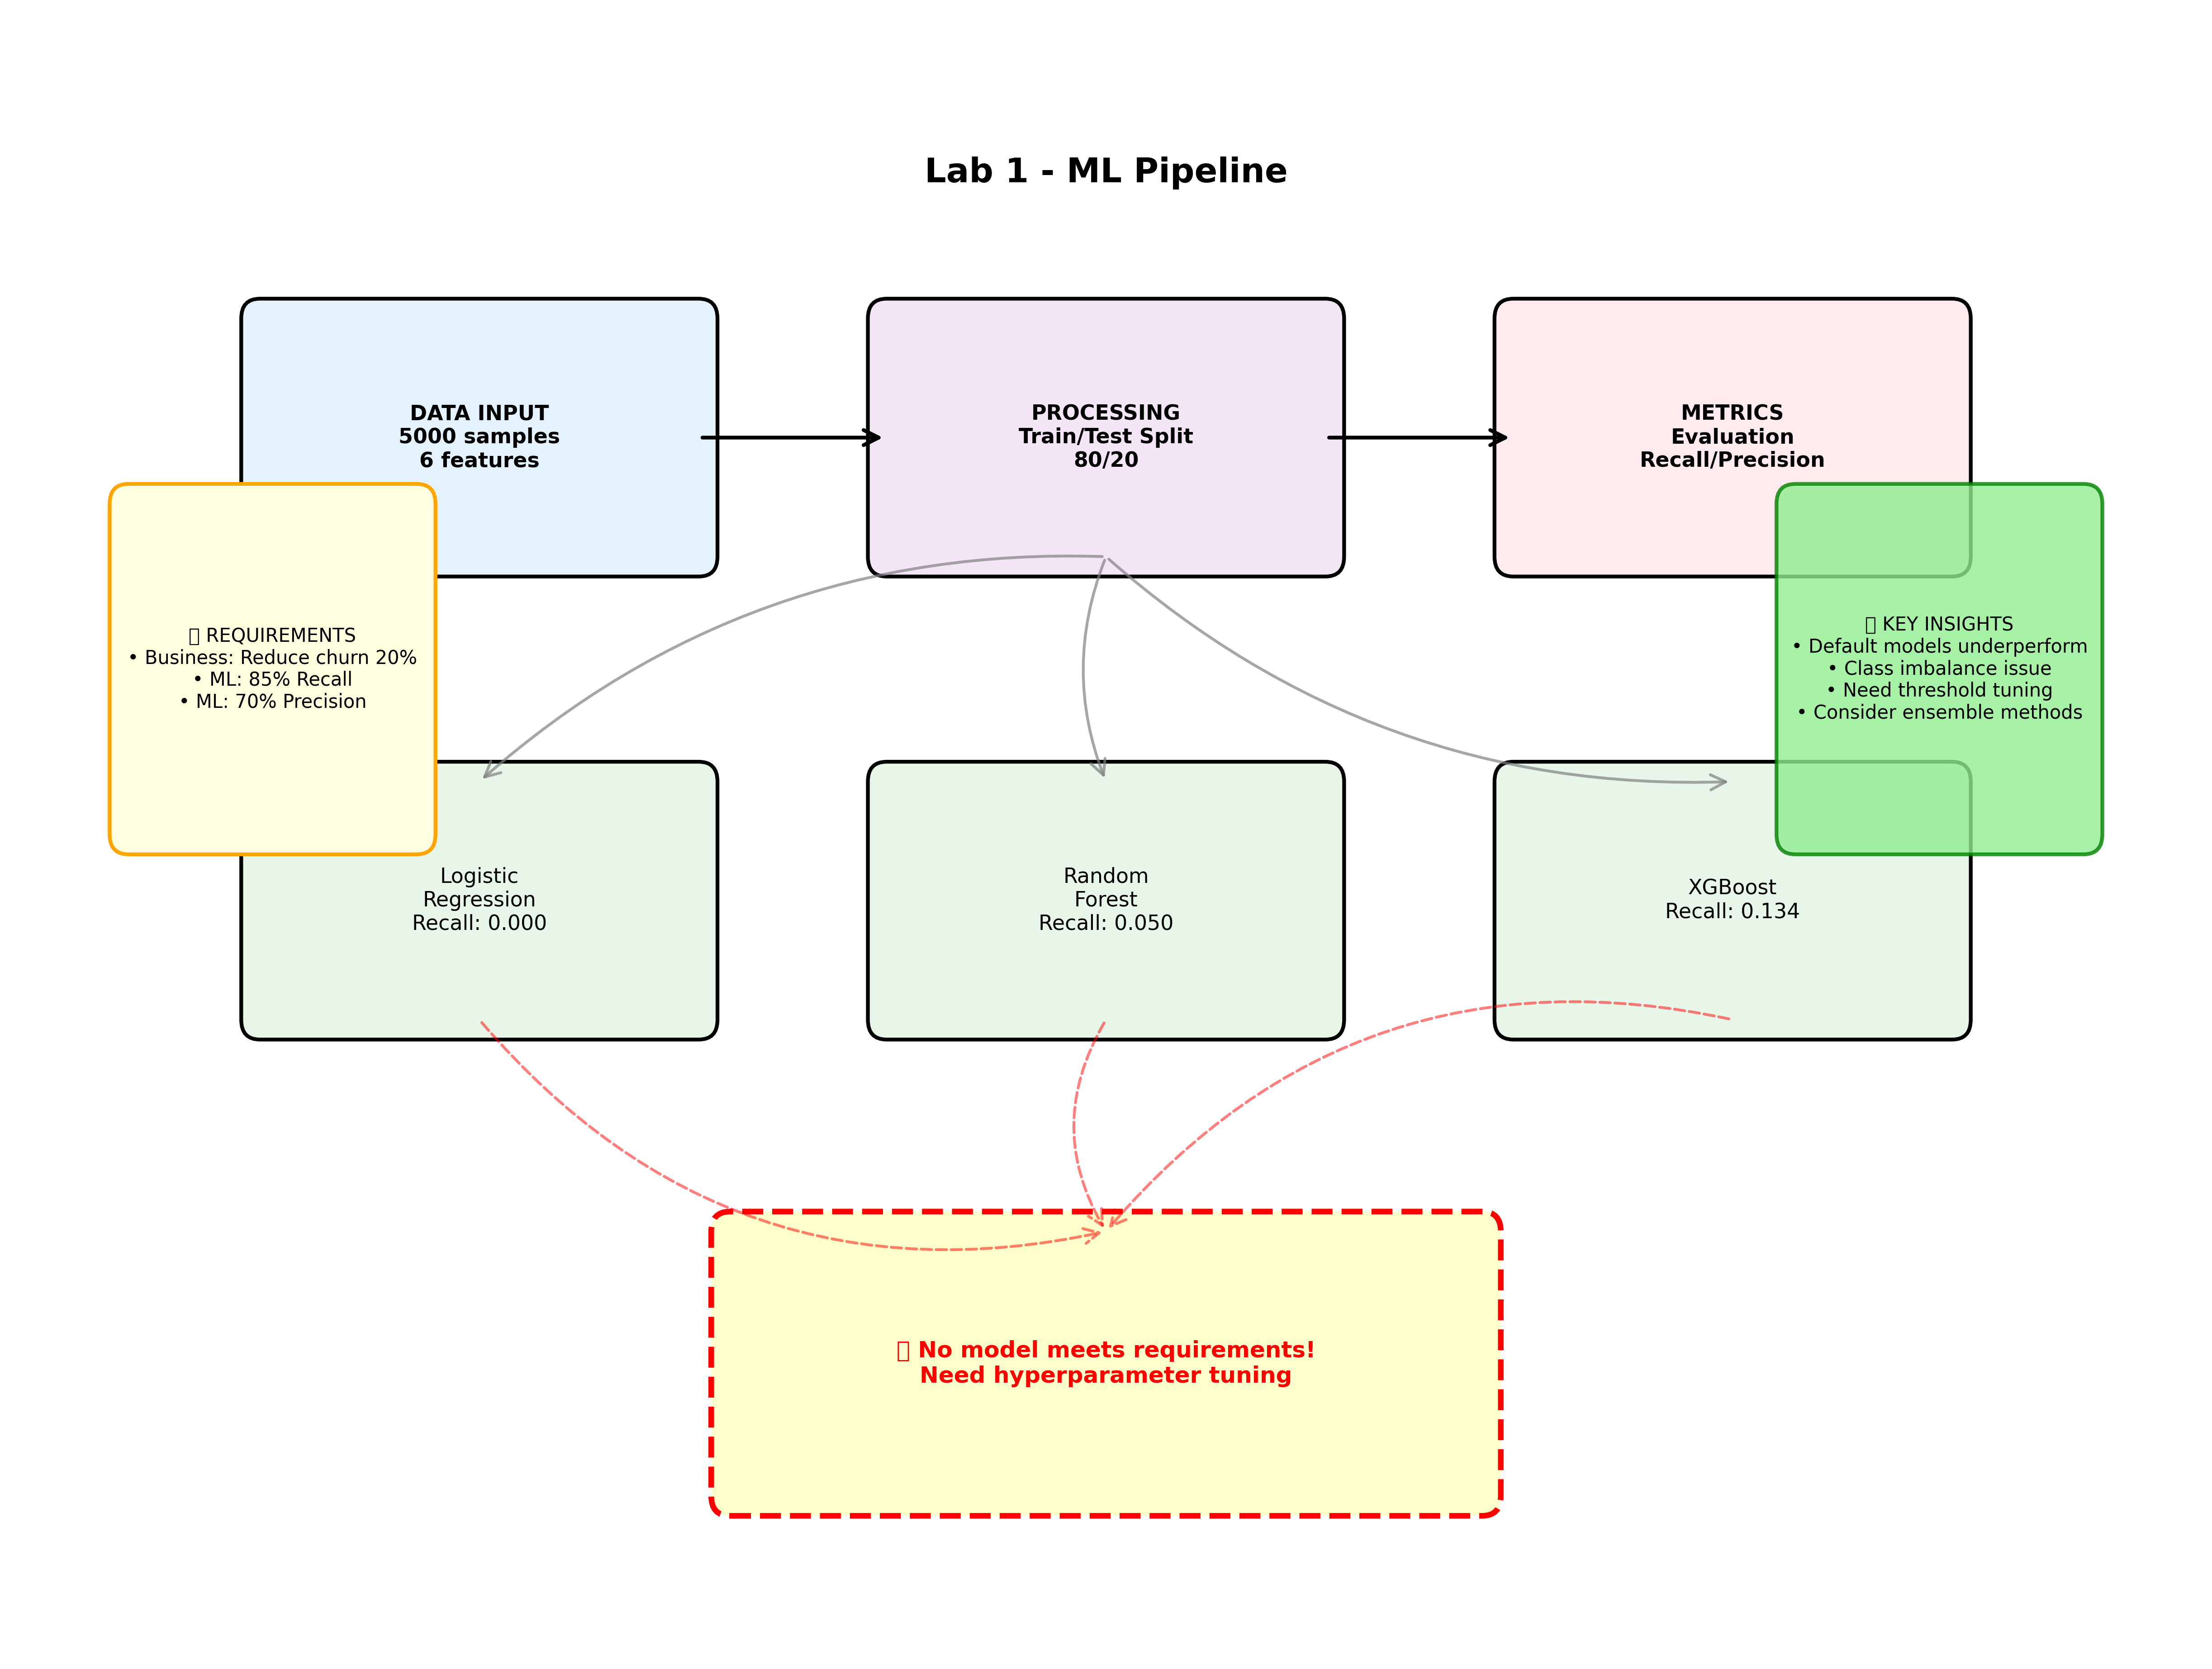 Lab 1 - ML Pipeline
DATA INPUT
5000 samples
6 features
PROCESSING
Train/Test Split
80/20
METRICS
Evaluation
Recall/Precision
▯ REQUIREMENTS
• Business: Reduce churn 20%
• ML: 85% Recall
• ML: 70% Precision
▯ KEY INSIGHTS
• Default models underperform
• Class imbalance issue
• Need threshold tuning
• Consider ensemble methods
Logistic
Regression
Recall: 0.000
Random
Forest
Recall: 0.050
XGBoost
Recall: 0.134
▯ No model meets requirements!
Need hyperparameter tuning